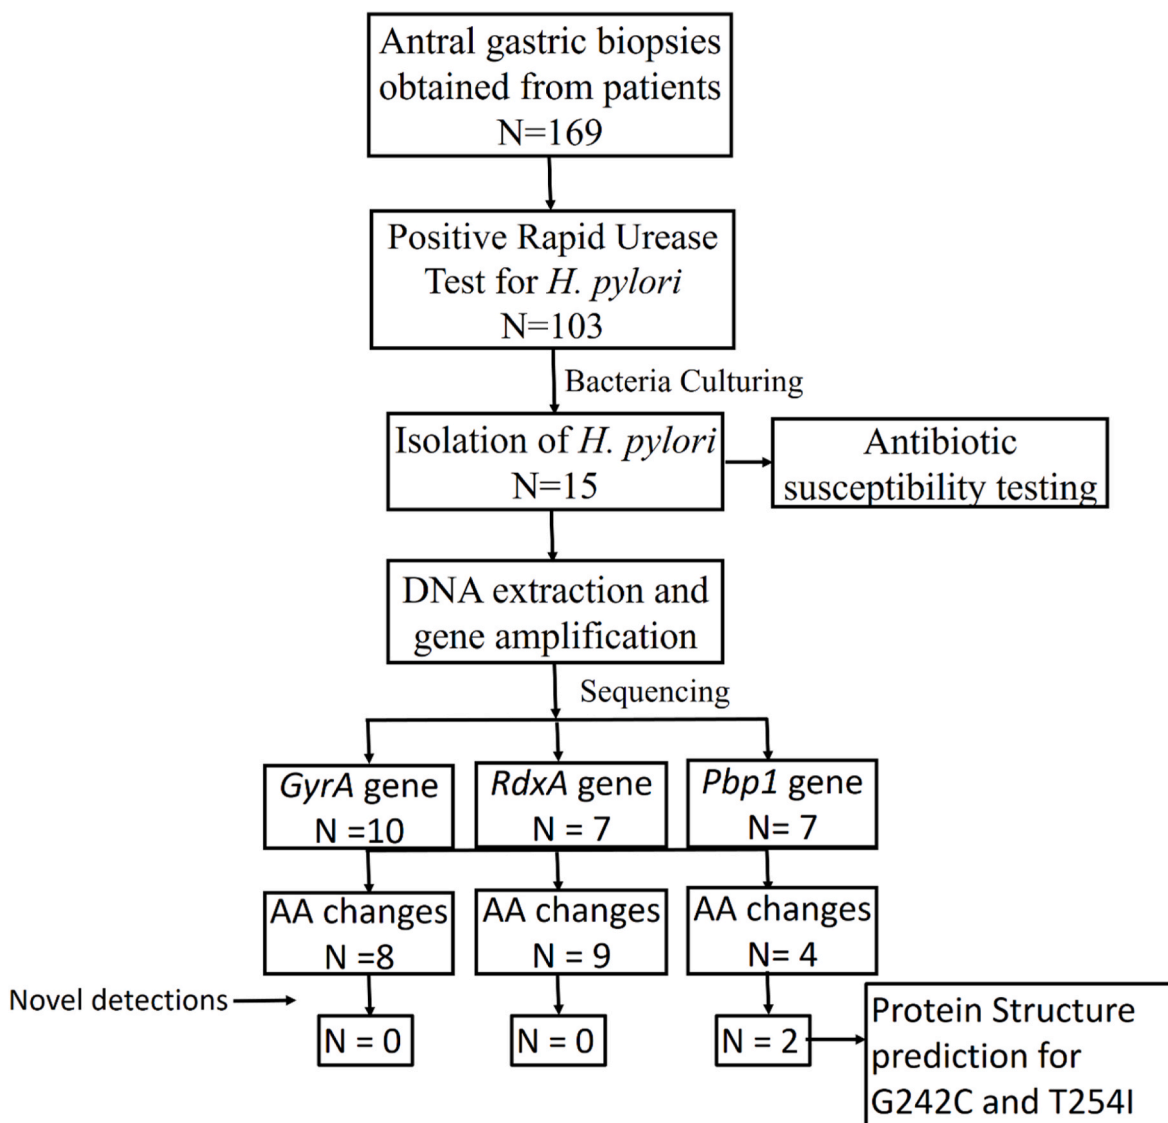 Antral gastric biopsies
obtained from patients
N=169
Positive Rapid Urease
Test for H. pylori
N=103
Bacteria Culturing
Isolation of H. pylori
N=15
Antibiotic
susceptibility testing
DNA extraction and
gene amplification
Sequencing
GyrA gene
N =10
RdxA gene
N = 7
Pbp1 gene
N= 7
AA changes
N =8
AA changes
N = 9
AA changes
N= 4
Novel detections
N = 0
N = 0
N = 2
Protein Structure
prediction for
G242C and T254I